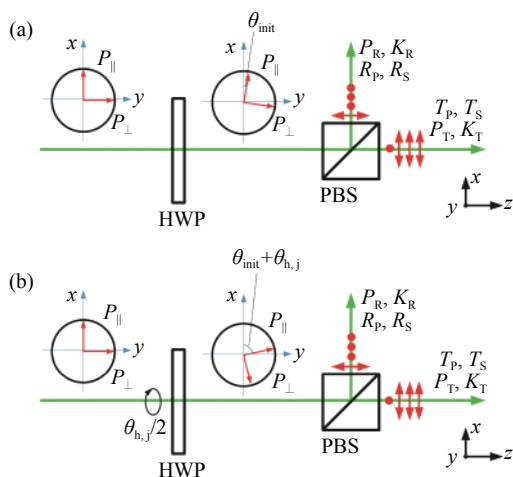 (a)
x
P∥
y
P⊥
θinit
P∥
y
P⊥
HWP
PR, KR
RP, RS
TP, TS
PT, KT
PBS
x
y
z
(b)
x
P∥
y
P⊥
θh, j/2
HWP
θinit+θh, j
P∥
y
P⊥
PR, KR
RP, RS
TP, TS
PT, KT
PBS
x
y
z